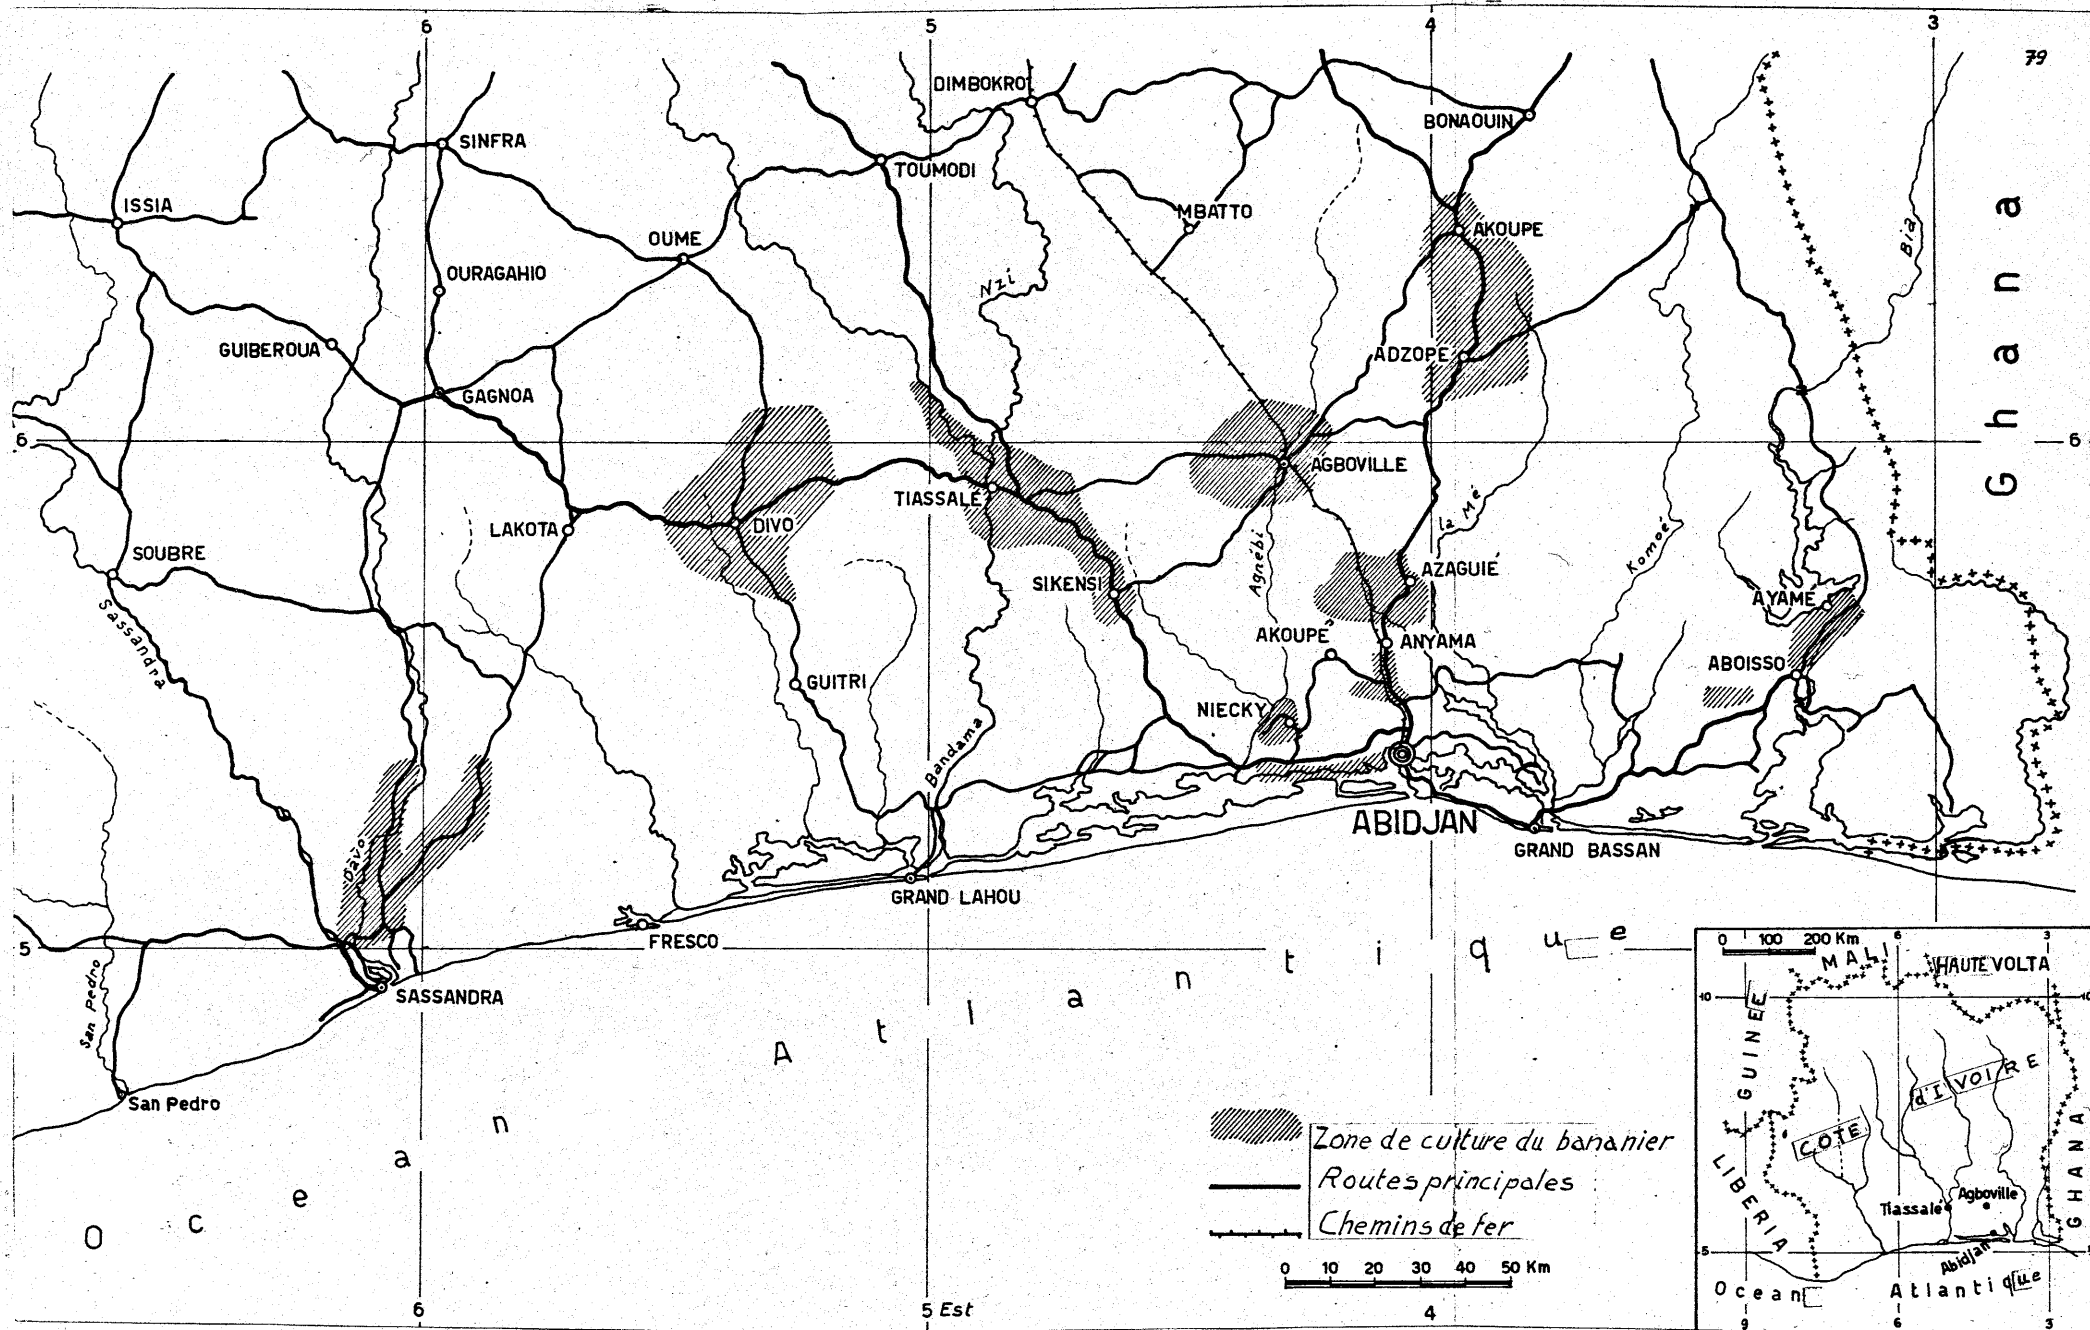 6
5
4
3
79
DIMBOKRO
BONAOUIN
SINFRA
TOUMODI
ISSIA
MBATTO
AKOUPE
OUME
Bia
OURAGAHIO
Nzi
Ghana
GUIBEROUA
ADZOPE
GAGNOA
6
6
AGBOVILLE
TIASSALE
LAKOTA
DIVO
la Mé
Komoé
SOUBRE
Agnébi
SIKENSI
AZAGUIÉ
AYAME
Sassandra
AKOUPE
ANYAMA
ABOISSO
GUITRI
NIECKY
Bandama
ABIDJAN
GRAND BASSAN
Davo
GRAND LAHOU
FRESCO
5
SASSANDRA
San Pedro
San Pedro
Ocean Atlantique
Zone de culture du bananier
Routes principales
Chemins de fer
0 10 20 30 40 50 Km
6
5 Est
4
0 100 200 Km
6
3
MALI
HAUTE VOLTA
10
10
GUINEE
COTE d'IVOIRE
GHANA
LIBERIA
Tiassalé
Agboville
Abidjan
5
Ocean Atlantique
9
6
3